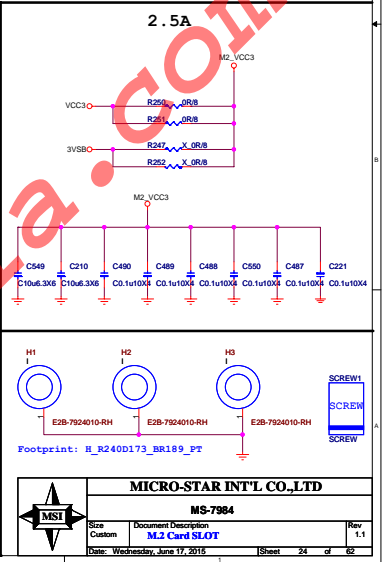 2.5A
M2_VCC3
VCC3
R250 0R/8
R251 0R/8
3VSB
R247 X_0R/8
R252 X_0R/8
M2_VCC3
C549 C210 C490 C489 C488 C550 C487 C221
C10u6.3X6 C10u6.3X6 C0.1u10X4 C0.1u10X4 C0.1u10X4 C0.1u10X4 C0.1u10X4 C0.1u10X4
B
H1 H2 H3
SCREW1
SCREW
1 1 1
E2B-7924010-RH E2B-7924010-RH E2B-7924010-RH
A
SCREW
Footprint: H_R240D173_BR189_PT
MICRO-STAR INT'L CO.,LTD
MSI
MS-7984
Size Document Description Rev
Custom M.2 Card SLOT 1.1
Date: Wednesday, June 17, 2015 Sheet 24 of 62
1